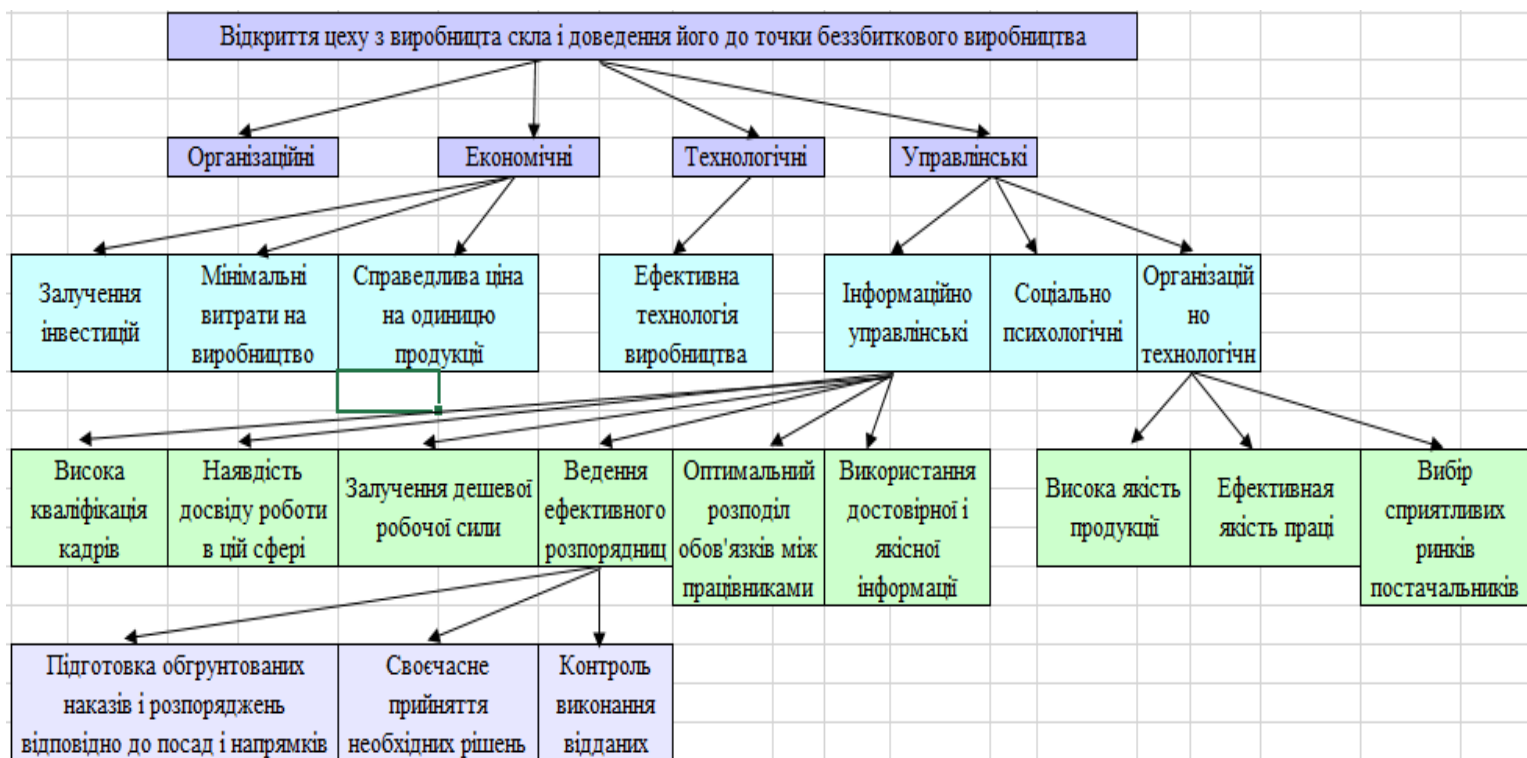 Відкриття цеху з виробницта скла і доведення його до точки беззбиткового виробництва
Організаційні
Економічні
Технологічні
Управлінські
Залучення
інвестицій
Мінімальні
витрати на
виробництво
Справедлива ціна
на одиницю
продукції
Ефективна
технологія
виробництва
Інформаційно
управлінські
Соціально
психологічні
Організацій
но
технологічн
Висока
кваліфікація
кадрів
Наявдість
досвіду роботи
в цій сфері
Залучення дешевої
робочої сили
Ведення
ефективного
розпорядниц
Оптимальний
розподіл
обов'язків між
працівниками
Використання
достовірної і
якісної
інформації
Висока якість
продукції
Ефективная
якість праці
Вибір
сприятливих
ринків
постачальників
Підготовка обгрунтованих
наказів і розпоряджень
відповідно до посад і напрямків
Своєчасне
прийняття
необхідних рішень
Контроль
виконання
відданих